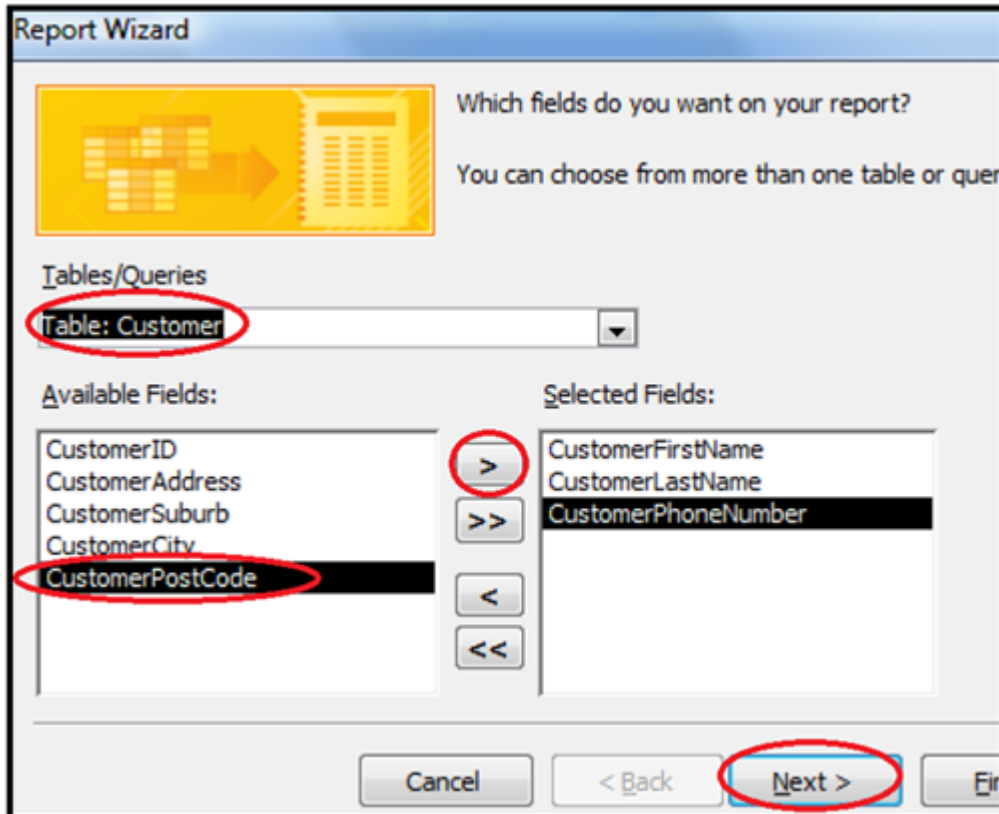 Report Wizard
Which fields do you want on your report?
You can choose from more than one table or quer
Tables/Queries
Table: Customer
Available Fields:
Selected Fields:
CustomerID
CustomerAddress
CustomerSuburb
CustomerCity
CustomerPostCode
>
>>
<
<<
CustomerFirstName
CustomerLastName
CustomerPhoneNumber
Cancel
< Back
Next >
Fin